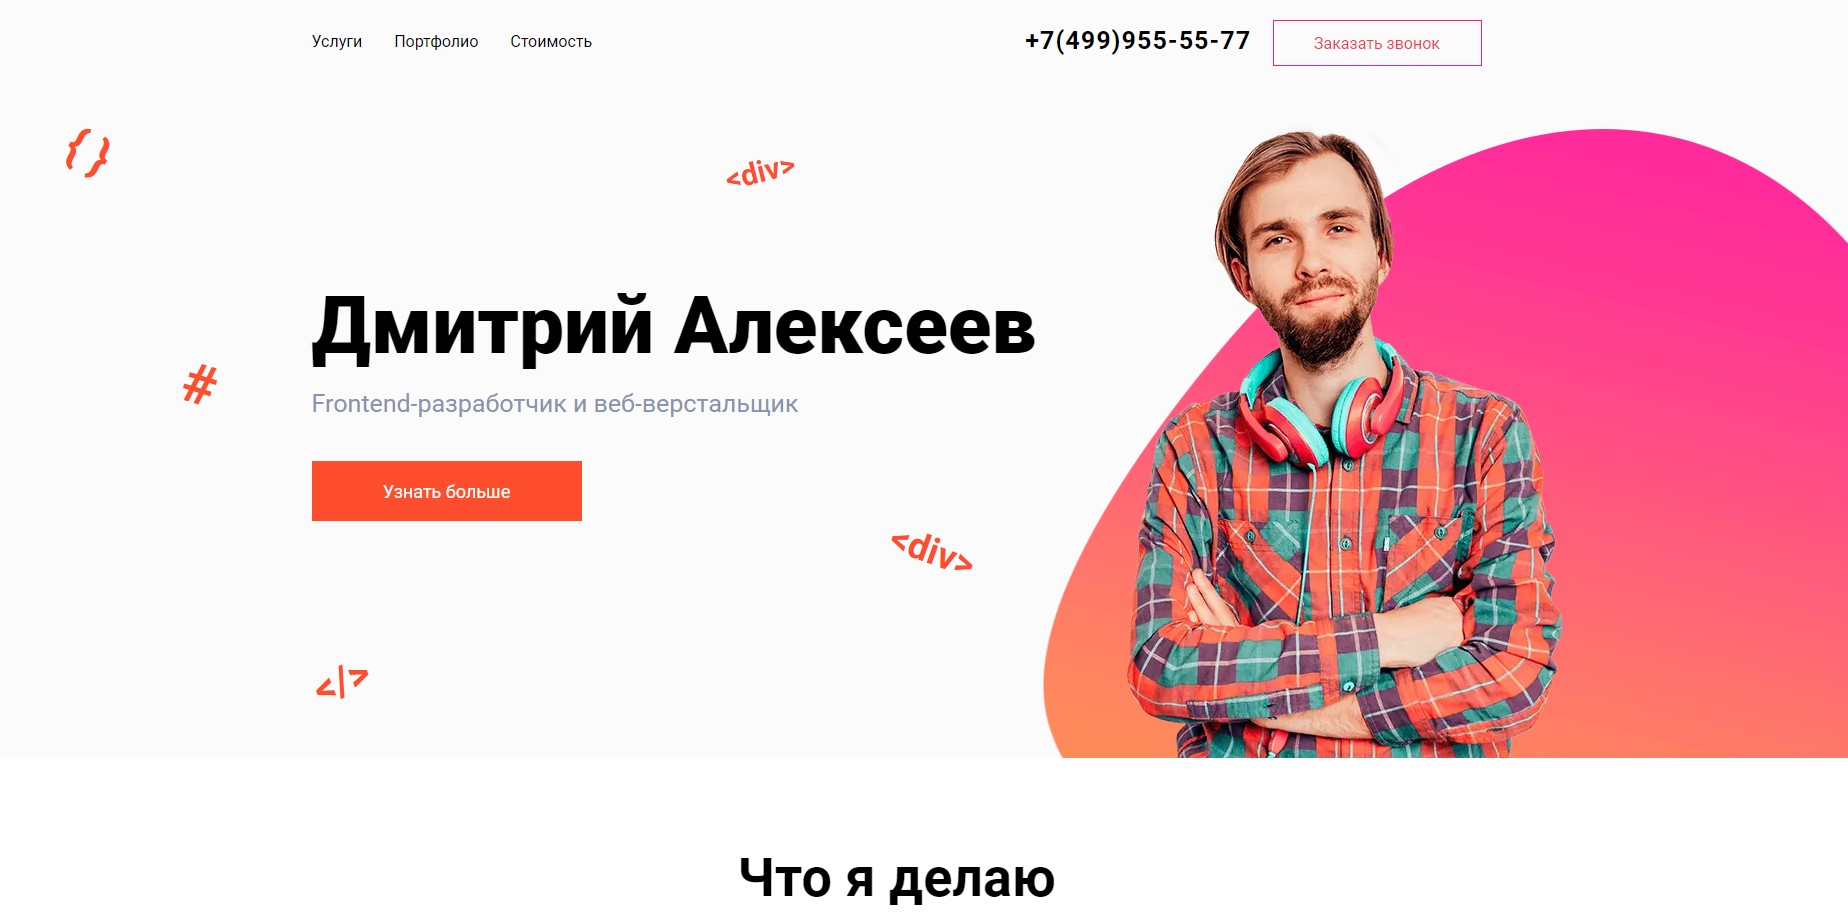 Услуги Портфолио Стоимость +7(499)955-55-77 Заказать звонок
{ }
<div>
Дмитрий Алексеев
#
Frontend-разработчик и веб-верстальщик
Узнать больше
<div>
</>
Что я делаю